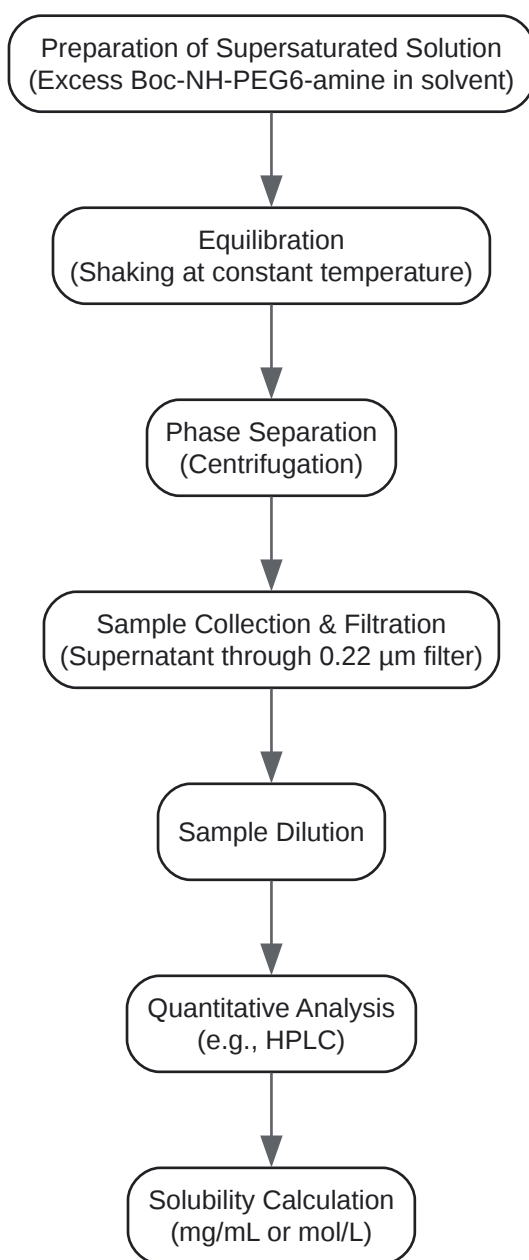 Preparation of Supersaturated Solution
(Excess Boc-NH-PEG6-amine in solvent)
Equilibration
(Shaking at constant temperature)
Phase Separation
(Centrifugation)
Sample Collection & Filtration
(Supernatant through 0.22 µm filter)
Sample Dilution
Quantitative Analysis
(e.g., HPLC)
Solubility Calculation
(mg/mL or mol/L)